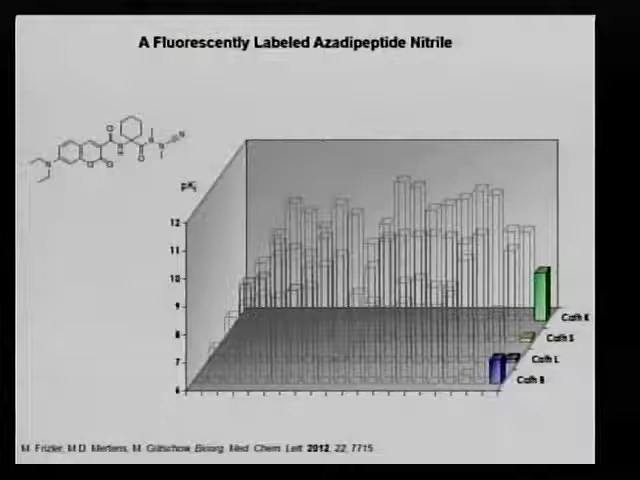 A Fluorescently Labeled Azadipeptide Nitrile
pKi
12
11
10
9
8
7
6
Cath K
Cath S
Cath L
Cath B
M. Frizler, M.D. Mertens, M. Gütschow, Bioorg. Med. Chem. Lett. 2012, 22, 7715.